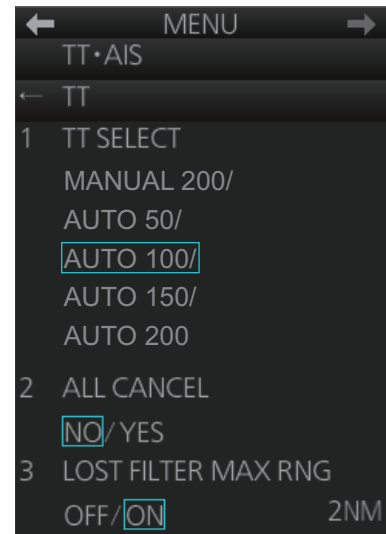 ← MENU →
TT•AIS
← TT
1 TT SELECT
MANUAL 200/
AUTO 50/
AUTO 100/
AUTO 150/
AUTO 200
2 ALL CANCEL
NO/YES
3 LOST FILTER MAX RNG
OFF/ON 2NM